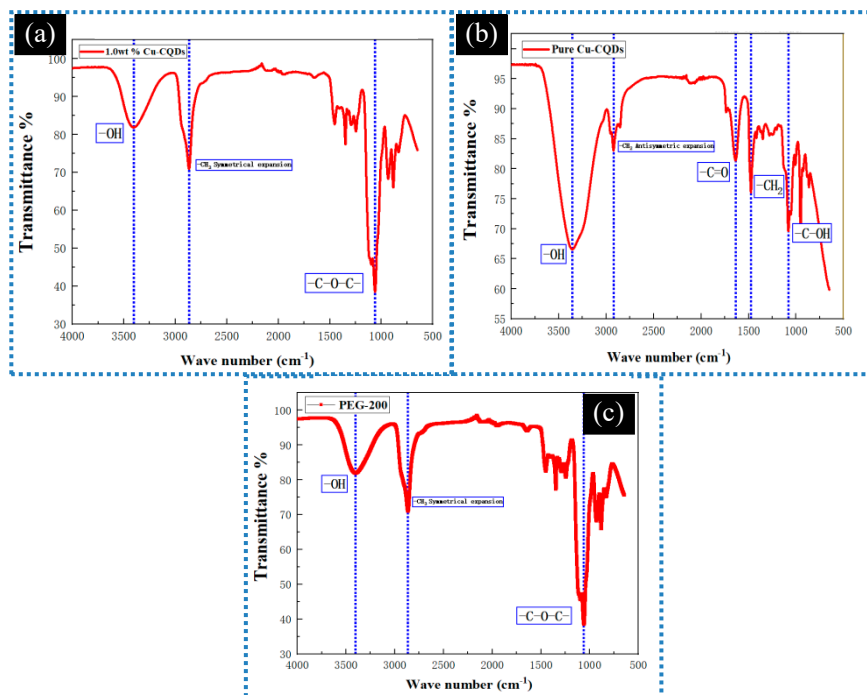 (a)
1.0wt % Cu-CQDs
100
90
80
70
60
50
40
30
Transmittance %
−OH
−CH₂ Symmetrical expansion
−C−O−C−
4000 3500 3000 2500 2000 1500 1000 500
Wave number (cm⁻¹)
(b)
Pure Cu-CQDs
95
90
85
80
75
70
65
60
55
Transmittance %
−OH
−CH₂ Antisymmetric expansion
−C=O
−CH₂
−C−OH
4000 3500 3000 2500 2000 1500 1000 500
Wave number (cm⁻¹)
(c)
PEG-200
100
90
80
70
60
50
40
30
Transmittance %
−OH
−CH₂ Symmetrical expansion
−C−O−C−
4000 3500 3000 2500 2000 1500 1000 500
Wave number (cm⁻¹)